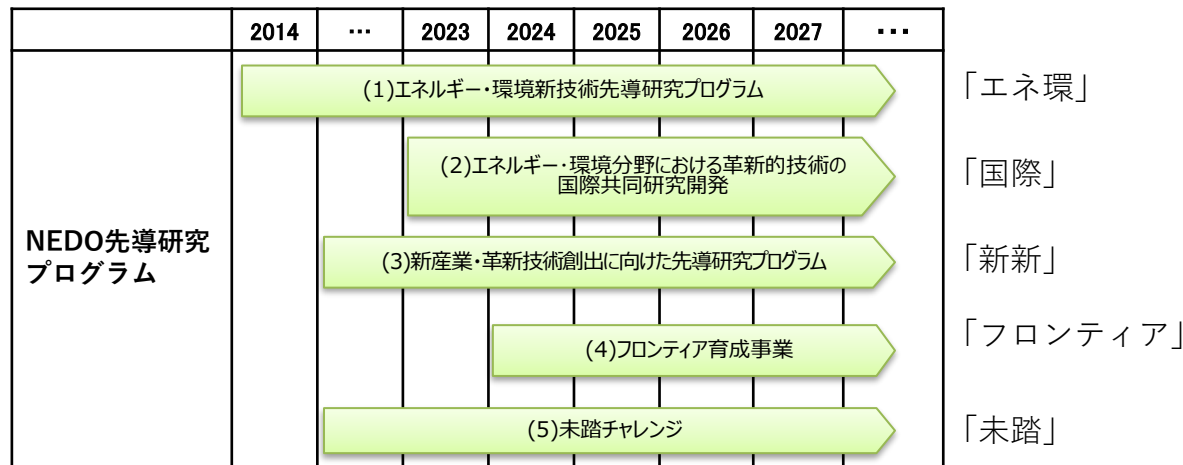 2014 … 2023 2024 2025 2026 2027 …
(1)エネルギー・環境新技術先導研究プログラム
「エネ環」
(2)エネルギー・環境分野における革新的技術の
国際共同研究開発
「国際」
NEDO先導研究
プログラム
(3)新産業・革新技術創出に向けた先導研究プログラム
「新新」
(4)フロンティア育成事業
「フロンティア」
(5)未踏チャレンジ
「未踏」